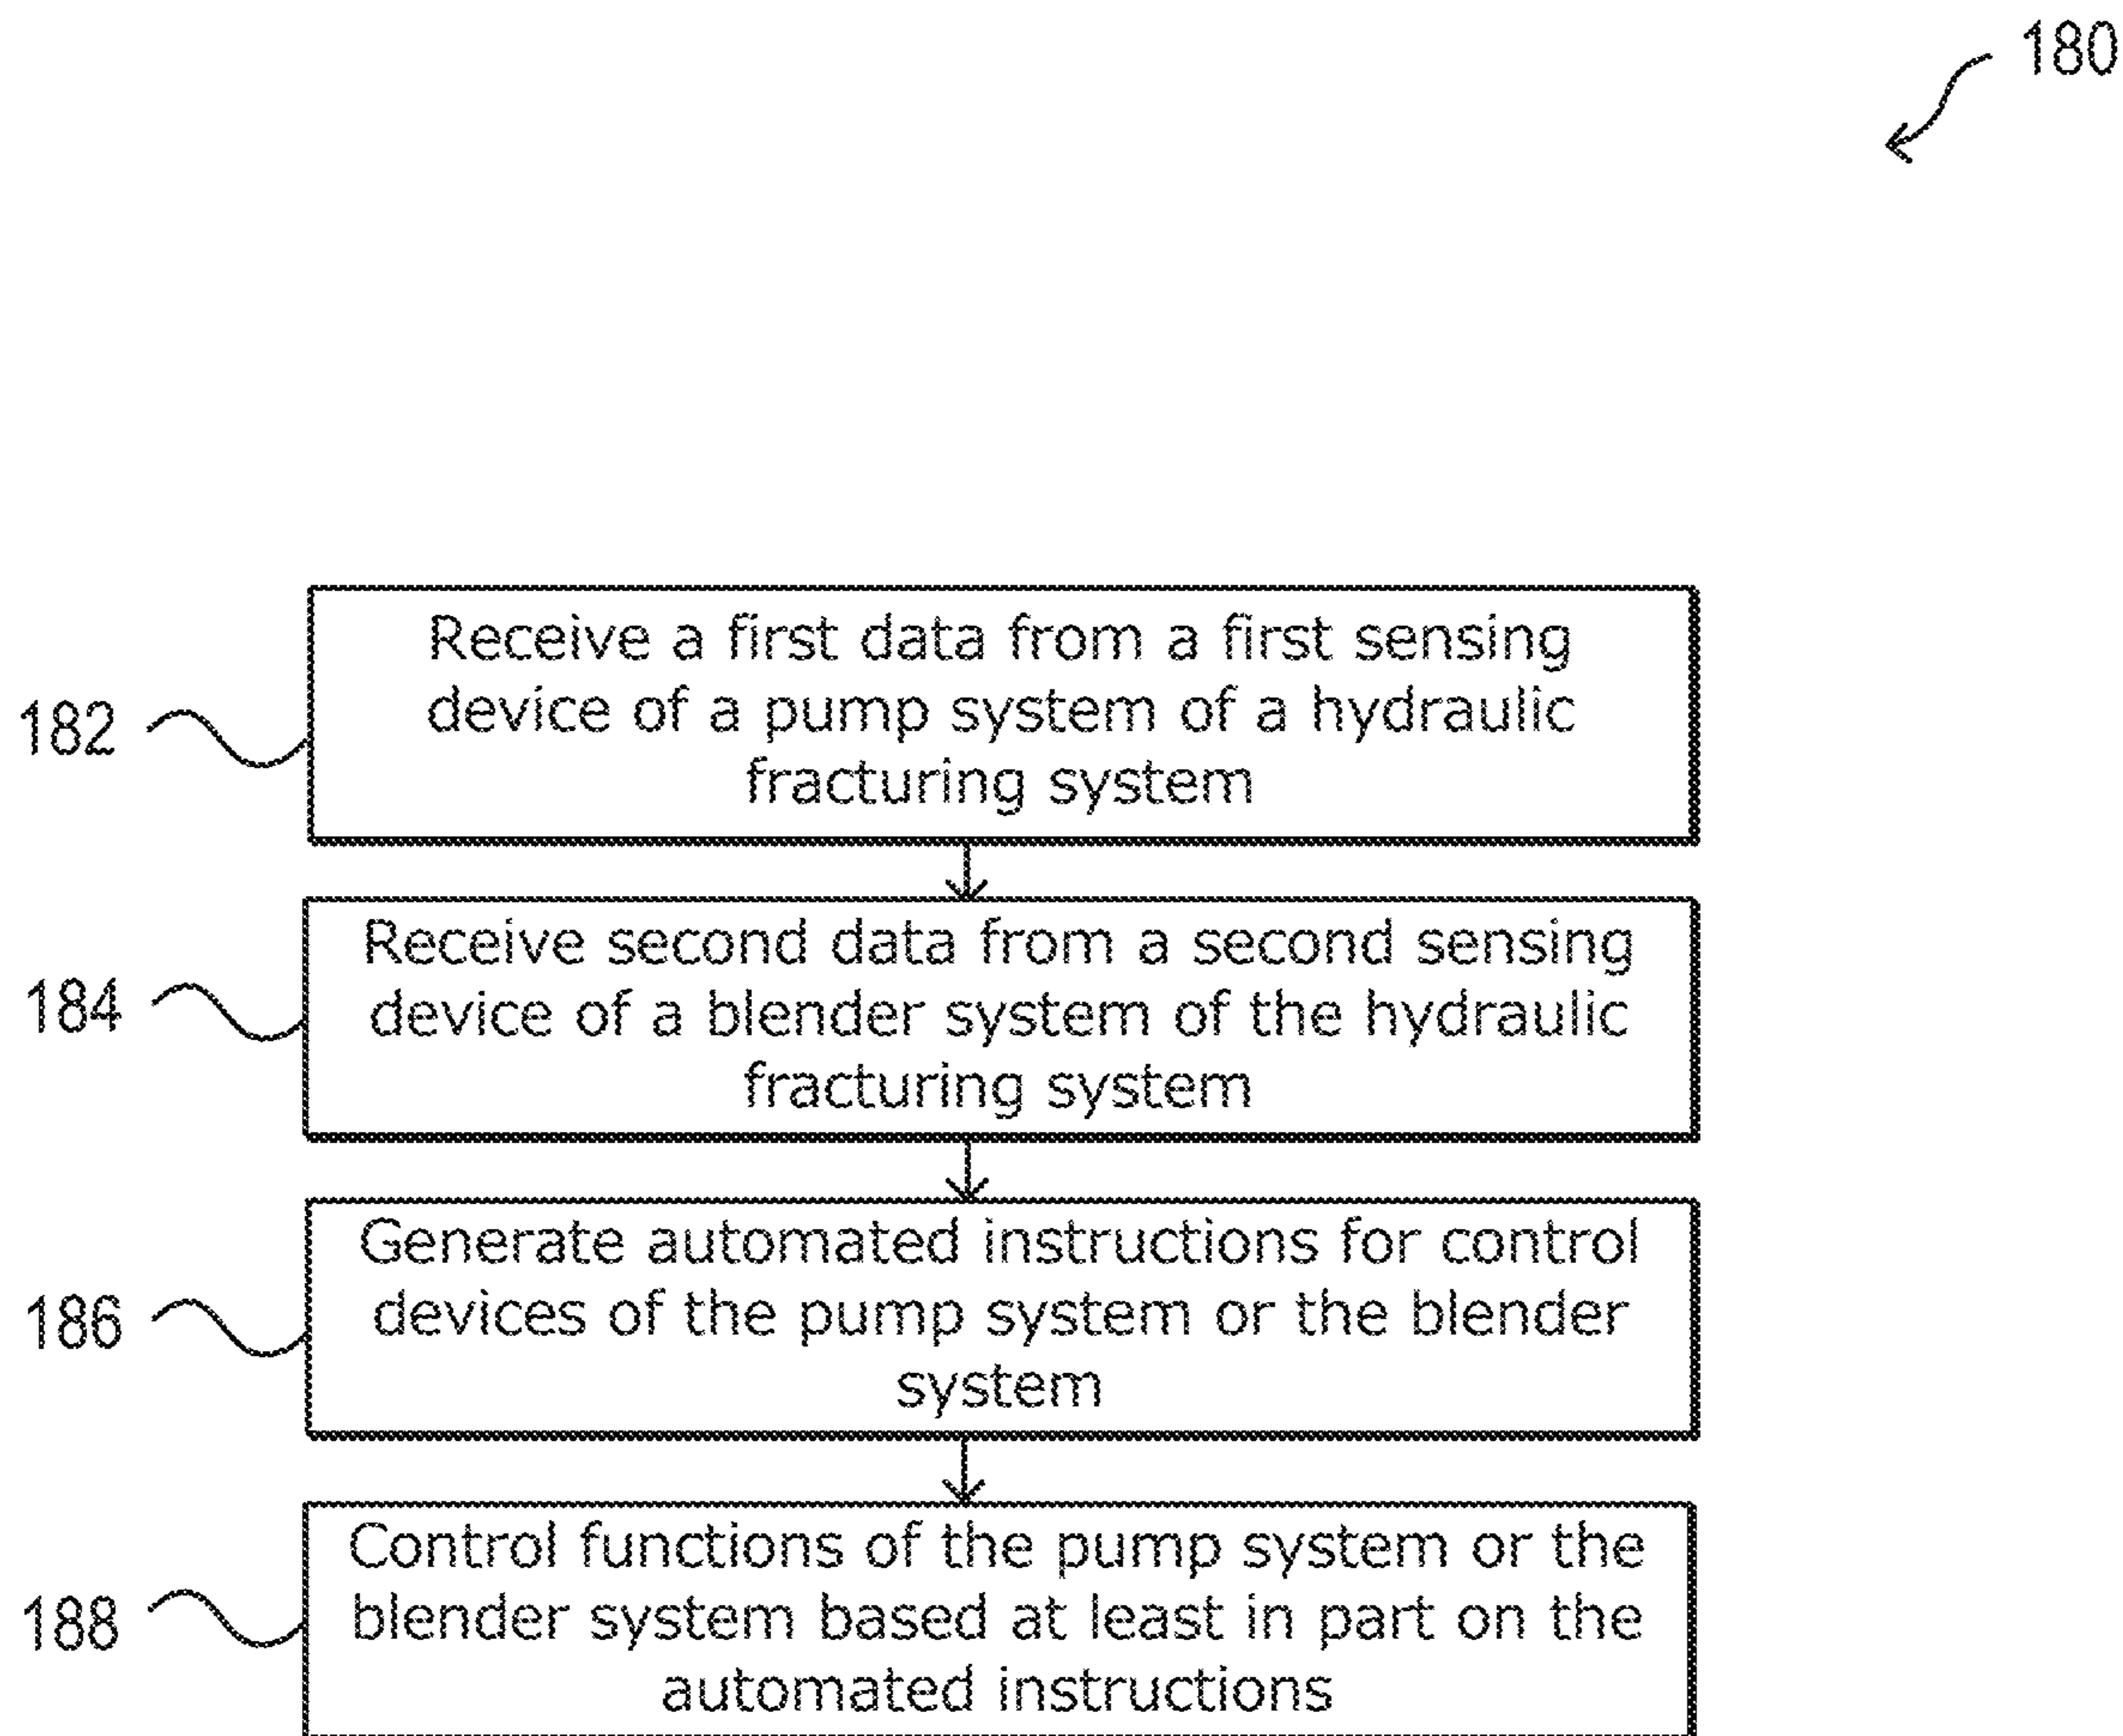 180
182
Receive a first data from a first sensing
device of a pump system of a hydraulic
fracturing system
184
Receive second data from a second sensing
device of a blender system of the hydraulic
fracturing system
186
Generate automated instructions for control
devices of the pump system or the blender
system
188
Control functions of the pump system or the
blender system based at least in part on the
automated instructions